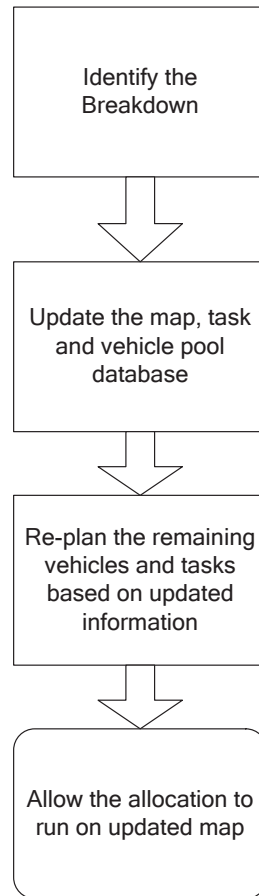 Identify the
Breakdown
Update the map, task
and vehicle pool
database
Re-plan the remaining
vehicles and tasks
based on updated
information
Allow the allocation to
run on updated map